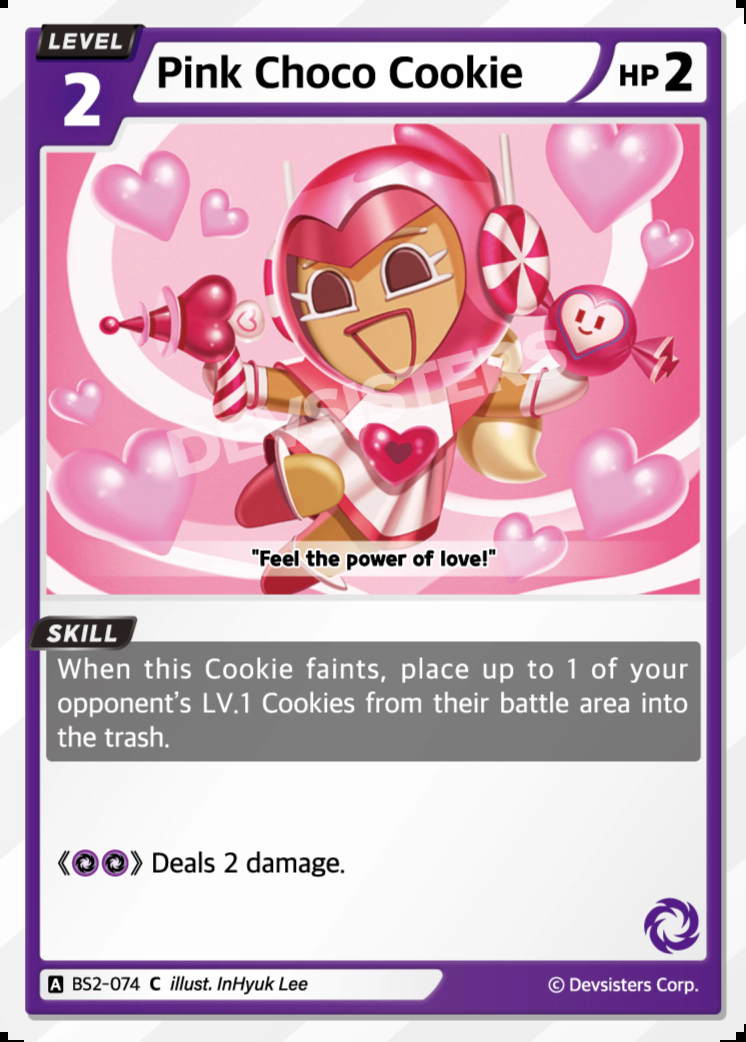 LEVEL
2
Pink Choco Cookie
HP 2
DEVSISTERS
"Feel the power of love!"
SKILL
When this Cookie faints, place up to 1 of your
opponent's LV.1 Cookies from their battle area into
the trash.
《》 Deals 2 damage.
A BS2-074 C illust. InHyuk Lee
© Devsisters Corp.